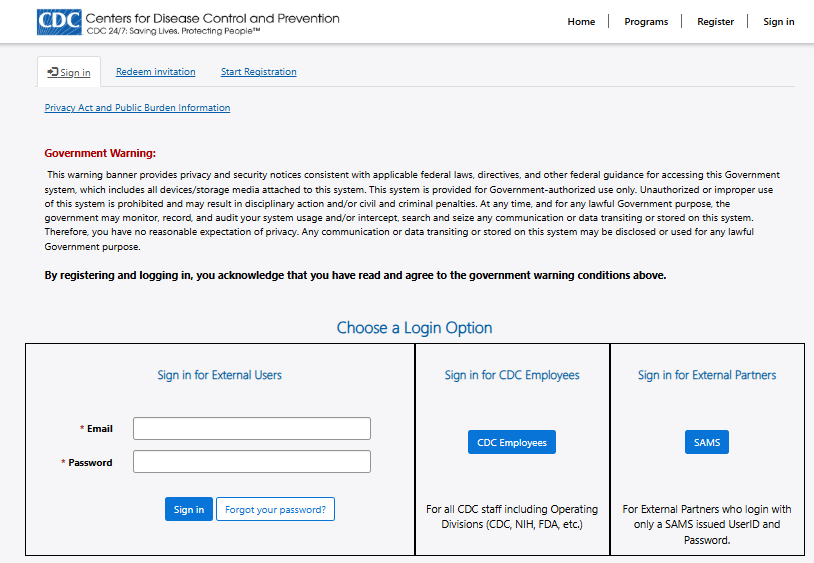 CDC Centers for Disease Control and Prevention
CDC 24/7: Saving Lives. Protecting People™
Home Programs Register Sign in
Sign in Redeem invitation Start Registration
Privacy Act and Public Burden Information
Government Warning:
This warning banner provides privacy and security notices consistent with applicable federal laws, directives, and other federal guidance for accessing this Government
system, which includes all devices/storage media attached to this system. This system is provided for Government-authorized use only. Unauthorized or improper use
of this system is prohibited and may result in disciplinary action and/or civil and criminal penalties. At any time, and for any lawful Government purpose, the
government may monitor, record, and audit your system usage and/or intercept, search and seize any communication or data transiting or stored on this system.
Therefore, you have no reasonable expectation of privacy. Any communication or data transiting or stored on this system may be disclosed or used for any lawful
Government purpose.
By registering and logging in, you acknowledge that you have read and agree to the government warning conditions above.
Choose a Login Option
Sign in for External Users
* Email
* Password
Sign in Forgot your password?
Sign in for CDC Employees
CDC Employees
For all CDC staff including Operating
Divisions (CDC, NIH, FDA, etc.)
Sign in for External Partners
SAMS
For External Partners who login with
only a SAMS issued UserID and
Password.